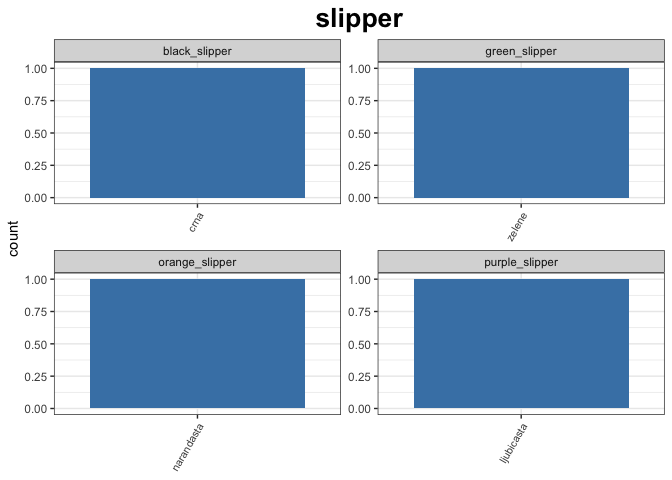 slipper
black_slipper
green_slipper
1.00
0.75
0.50
0.25
0.00
1.00
0.75
0.50
0.25
0.00
crna
zelene
count
orange_slipper
purple_slipper
1.00
0.75
0.50
0.25
0.00
1.00
0.75
0.50
0.25
0.00
narandasta
ljubicasta